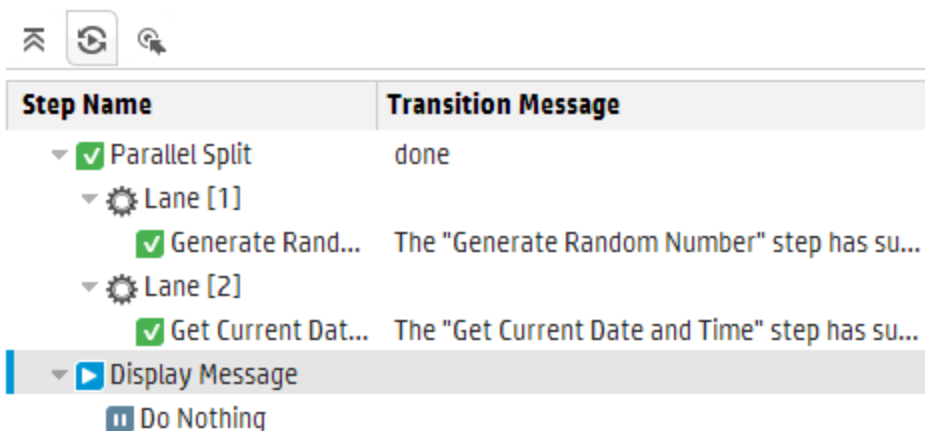 Step Name Transition Message
Parallel Split done
Lane [1]
Generate Rand... The "Generate Random Number" step has su...
Lane [2]
Get Current Dat... The "Get Current Date and Time" step has su...
Display Message
Do Nothing